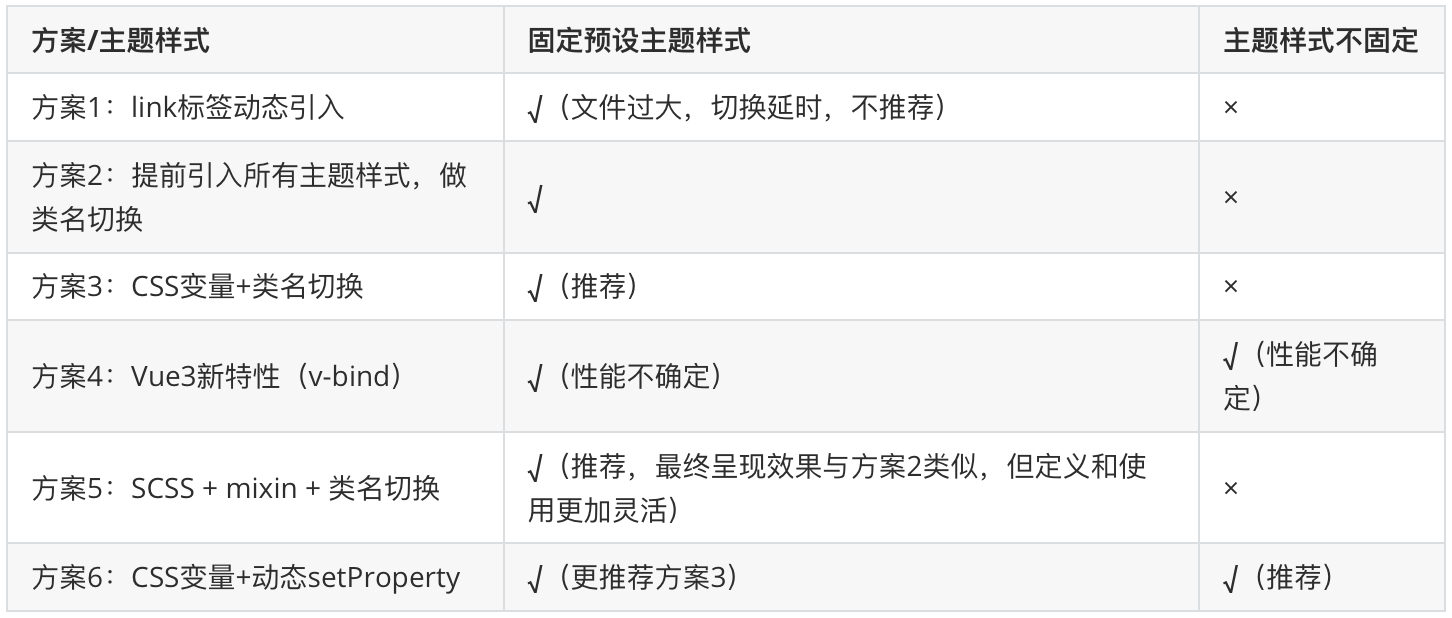 方案/主题样式
固定预设主题样式
主题样式不固定
方案1：link标签动态引入
√（文件过大，切换延时，不推荐）
×
方案2：提前引入所有主题样式，做
类名切换
√
×
方案3：CSS变量+类名切换
√（推荐）
×
方案4：Vue3新特性（v-bind）
√（性能不确定）
√（性能不确
定）
方案5：SCSS + mixin + 类名切换
√（推荐，最终呈现效果与方案2类似，但定义和使
用更加灵活）
×
方案6：CSS变量+动态setProperty
√（更推荐方案3）
√（推荐）